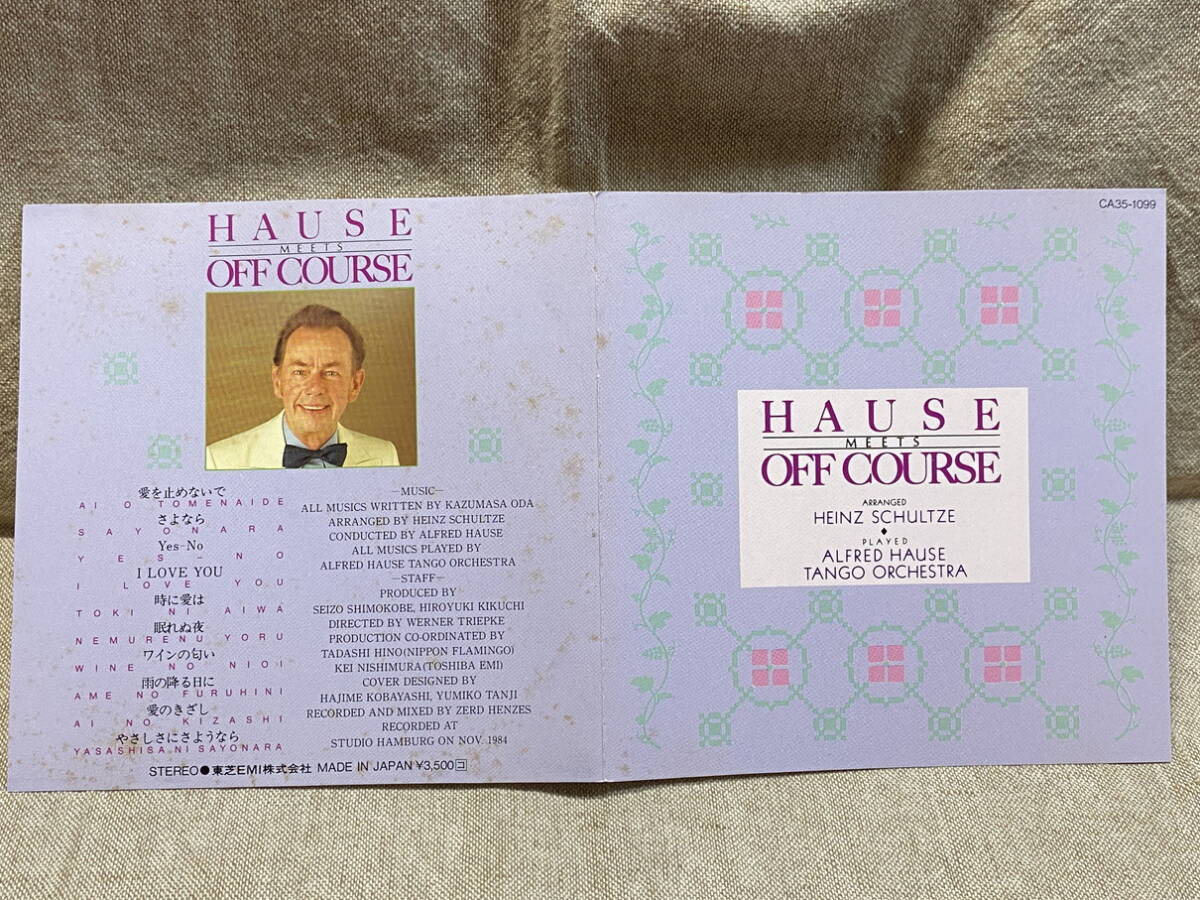 HAUSE
MEETS
OFF COURSE
愛を止めないで
AI O TOMENAIDE
さよなら
SAYONARA
Yes-No
YES-NO
I LOVE YOU
I LOVE YOU
時に愛は
TOKI NI AIWA
眠れぬ夜
NEMURENU YORU
ワインの匂い
WINE NO NIOI
雨の降る日に
AME NO FURUHINI
愛のきざし
AI NO KIZASHI
やさしさにさようなら
YASASHISA NI SAYONARA
—MUSIC—
ALL MUSICS WRITTEN BY KAZUMASA ODA
ARRANGED BY HEINZ SCHULTZE
CONDUCTED BY ALFRED HAUSE
ALL MUSICS PLAYED BY
ALFRED HAUSE TANGO ORCHESTRA
—STAFF—
PRODUCED BY
SEIZO SHIMOKOBE, HIROYUKI KIKUCHI
DIRECTED BY WERNER TRIEPKE
PRODUCTION CO-ORDINATED BY
TADASHI HINO(NIPPON FLAMINGO)
KEI NISHIMURA(TOSHIBA EMI)
COVER DESIGNED BY
HAJIME KOBAYASHI, YUMIKO TANJI
RECORDED AND MIXED BY ZERD HENZES
RECORDED AT
STUDIO HAMBURG ON NOV. 1984
STEREO●東芝EMI株式会社 MADE IN JAPAN ¥3,500 コ
CA35-1099
HAUSE
MEETS
OFF COURSE
ARRANGED
HEINZ SCHULTZE
◆
PLAYED
ALFRED HAUSE
TANGO ORCHESTRA